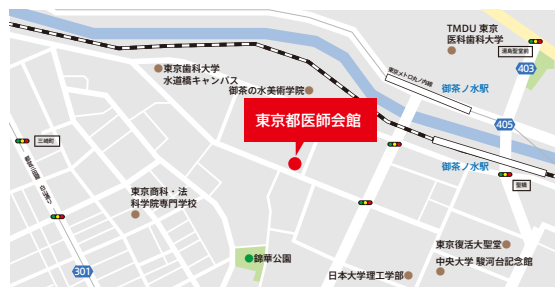 TMDU 東京
医科歯科大学
湯島聖堂前
403
東京歯科大学
水道橋キャンパス
東京メトロ丸ノ内線
御茶の水美術学院
御茶ノ水駅
405
東京都医師会館
三崎町
御茶ノ水駅
聖橋
東京商科・法
科学院専門学校
錦華公園
301
東京復活大聖堂
中央大学 駿河台記念館
日本大学理工学部